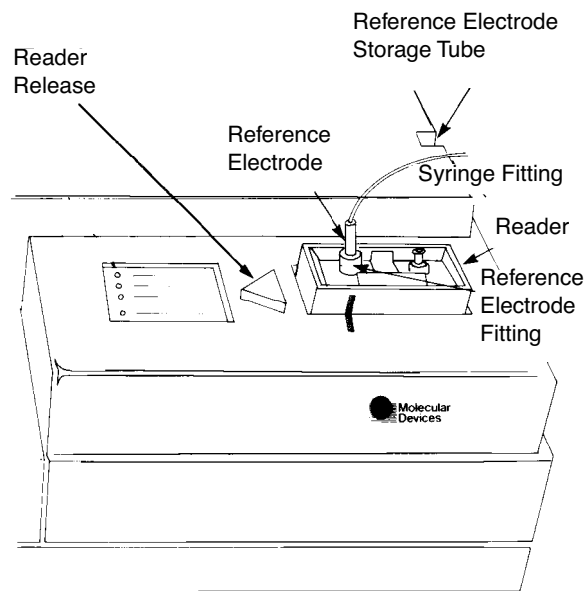 Reference Electrode
Storage Tube
Reader
Release
Reference
Electrode
Syringe Fitting
Reader
Reference
Electrode
Fitting
Molecular
Devices